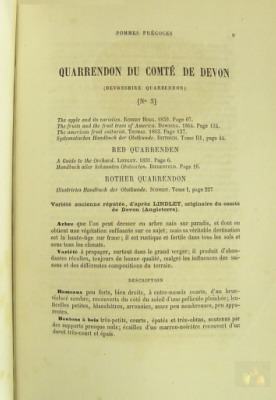 POMMES PRÉCOCES 9
QUARRENDON DU COMTÉ DE DEVON
(DEVONSHIRE QUARRENDON)
[No 3]
The apple and its varieties. ROBERT HOGG. 1859. Page 67.
The fruits and the fruit trees of America. DOWNING. 1864. Page 134.
The american fruit culturist. THOMAS. 1863. Page 127.
Systematisches Handbuch der Obstkunde. DITTRICH. Tome III, page 44.
RED QUARRENDEN
A Guide to the Orchard. LINDLEY. 1831. Page 6.
Handbuch aller bekannten Obstsorten. BIEDENFELD. Page 16.
ROTHER QUARRENDON
Illustrirtes Handbuch der Obstkunde. Tome I, page 227
Variété ancienne réputée, d'après LINDLEY, originaire du comté
de Devon (Angleterre).
Arbre que l'on peut dresser en arbre nain sur paradis, et dont on
obtient une végétation suffisante sur ce sujet; mais sa véritable destination
est la haute-tige sur franc; il est rustique et fertile dans tous les sols et
sous tous les climats.
Variété à propager, surtout dans le grand verger; il produit d'abon-
dantes récoltes, toujours de bonne qualité, malgré les influences des sai-
sons et des différentes compositions du terrain.
DESCRIPTION
Rameaux peu forts, bien droits, à entre-nœuds courts, d'un brun-
violacé sombre, recouverts du côté du soleil d'une pellicule plombée; len-
ticelles petites, blanchâtres, arrondies, assez peu nombreuses, peu appa-
rentes.
Boutons à bois très-petits, courts, épatés et très-obtus, soutenus par
des supports presque nuls; écailles d'un marron-noirâtre recouvert d'un
duvet très-court et épais.